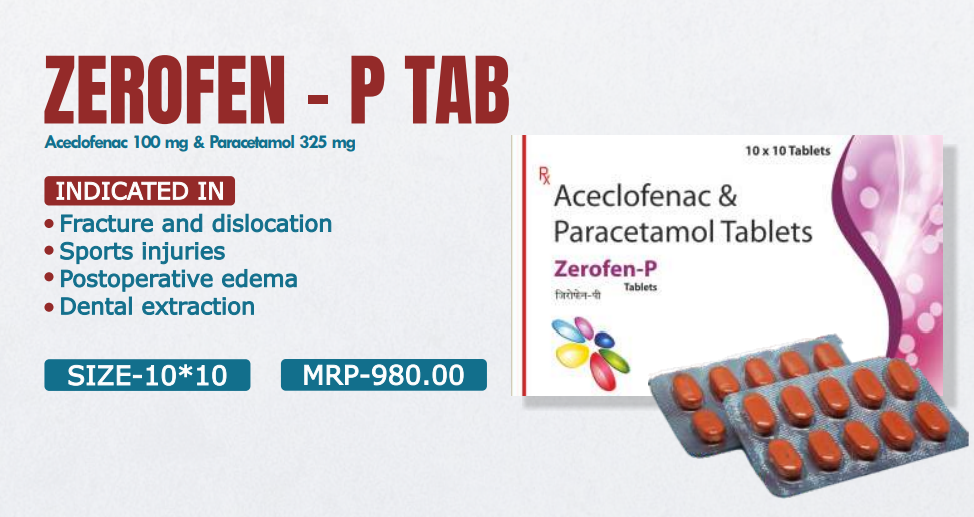 ZEROFEN - P TAB
Aceclofenac 100 mg & Paracetamol 325 mg
INDICATED IN
• Fracture and dislocation
• Sports injuries
• Postoperative edema
• Dental extraction
SIZE-10*10
MRP-980.00
10 x 10 Tablets
Rx
Aceclofenac &
Paracetamol Tablets
Zerofen-P
Tablets
जिरोफेन-पी